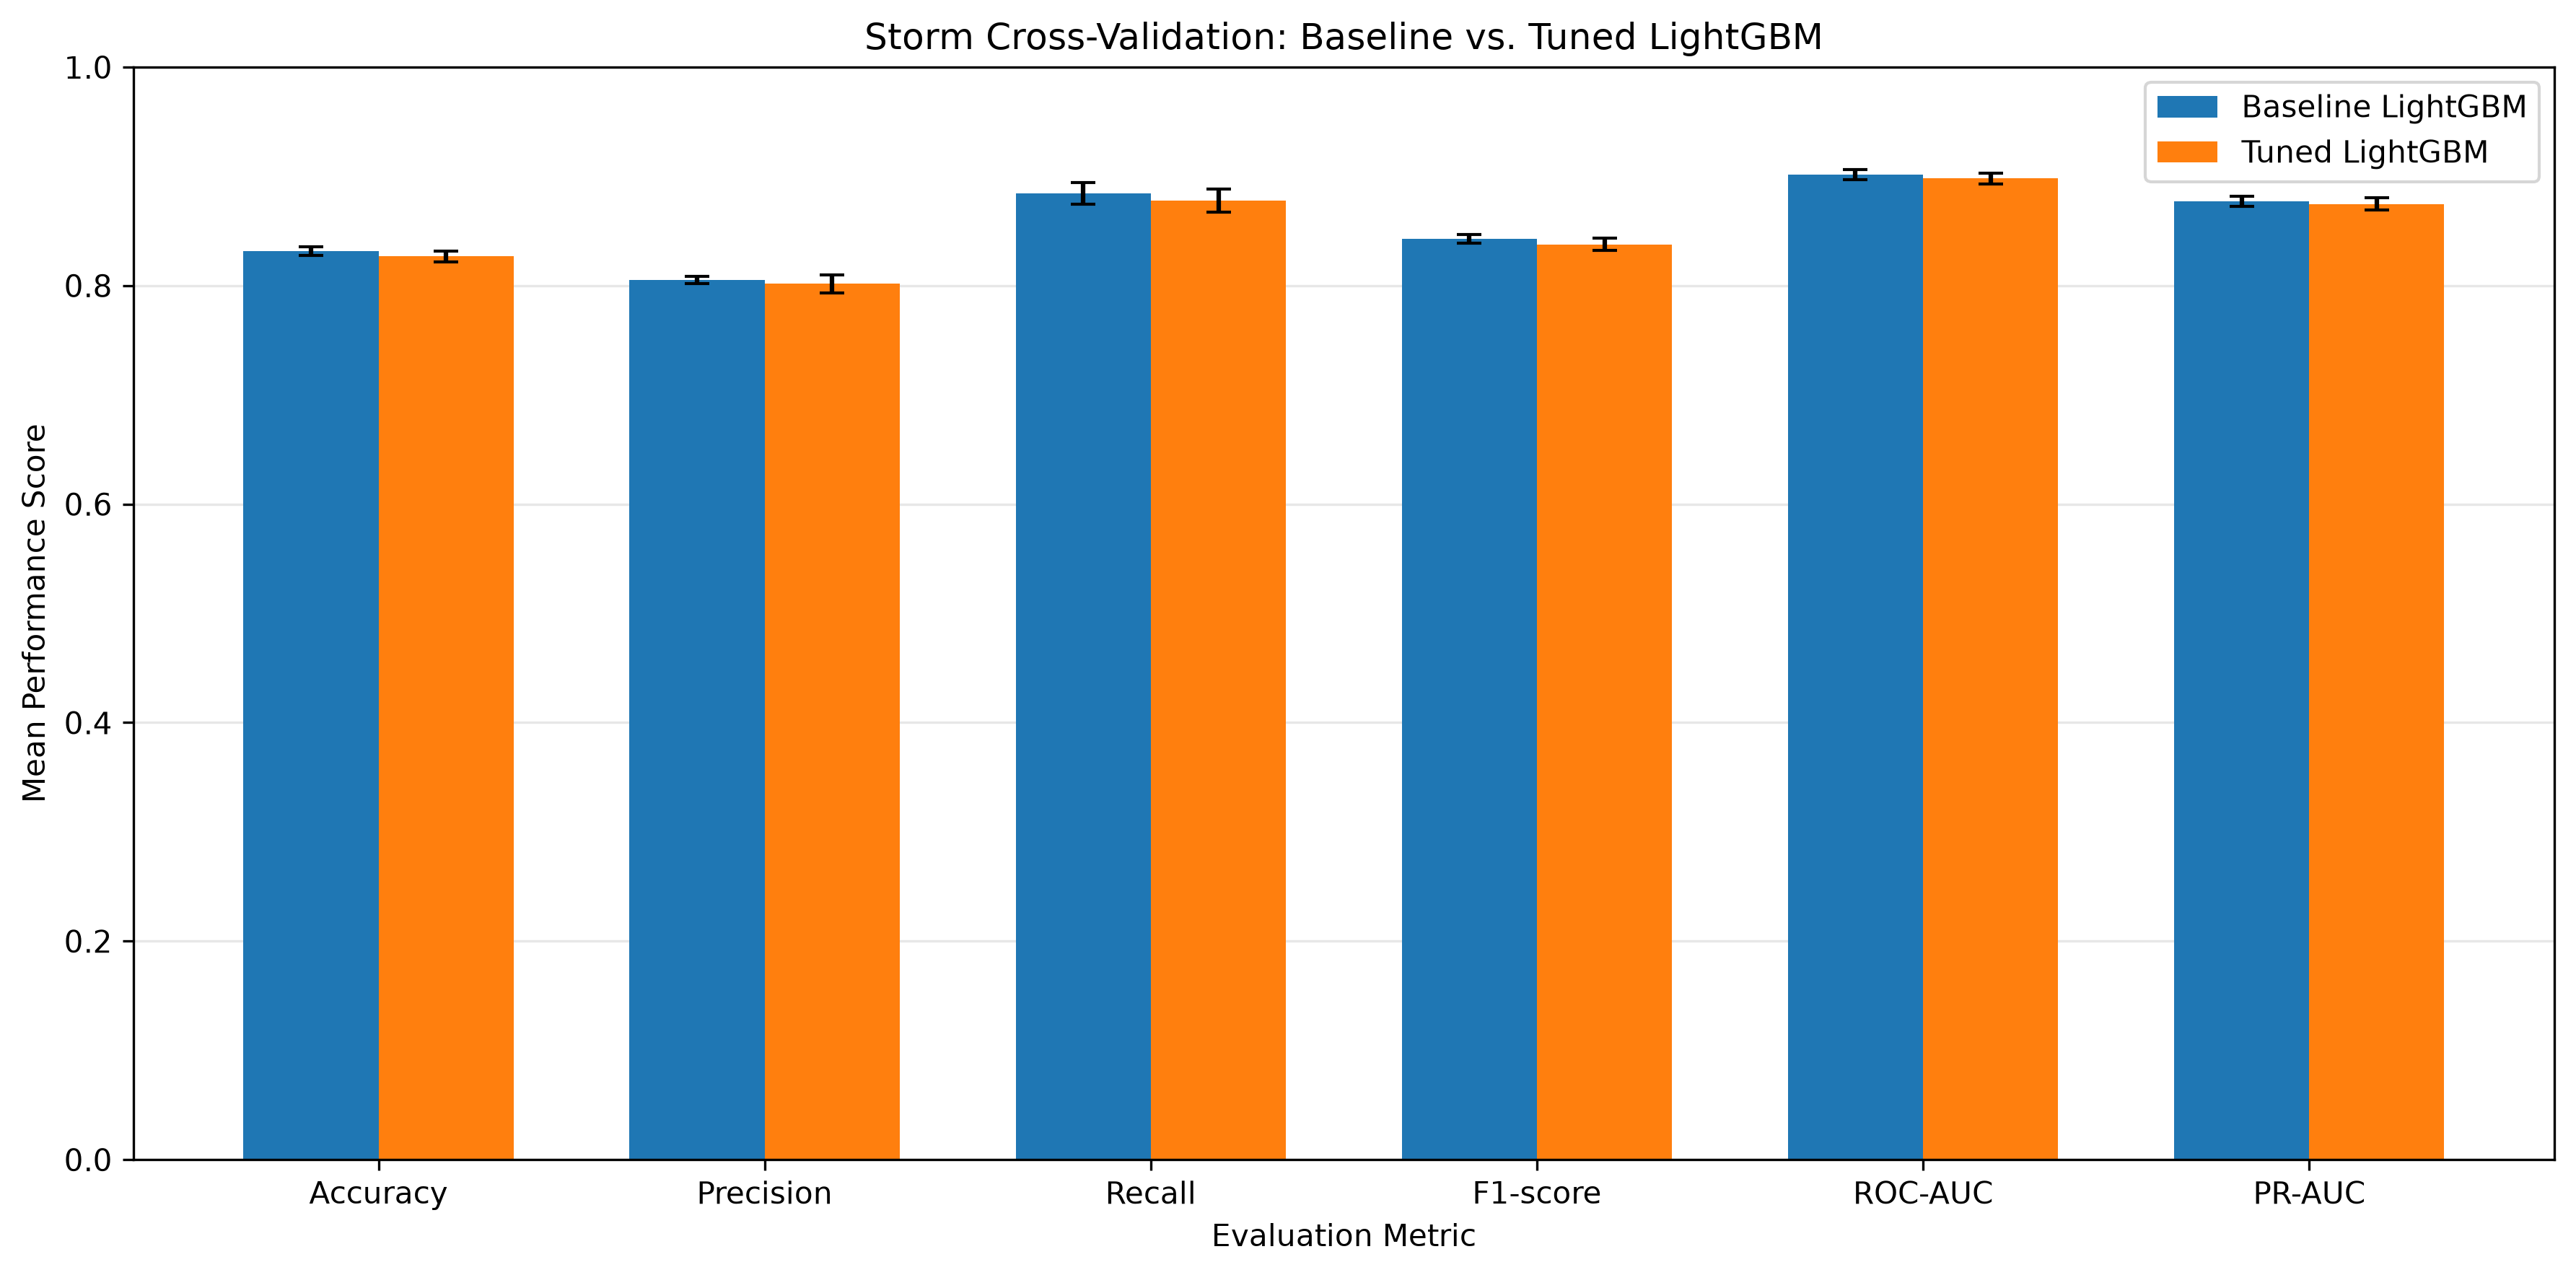 Storm Cross-Validation: Baseline vs. Tuned LightGBM
Baseline LightGBM
Tuned LightGBM
Mean Performance Score
1.0
0.8
0.6
0.4
0.2
0.0
Accuracy
Precision
Recall
F1-score
ROC-AUC
PR-AUC
Evaluation Metric